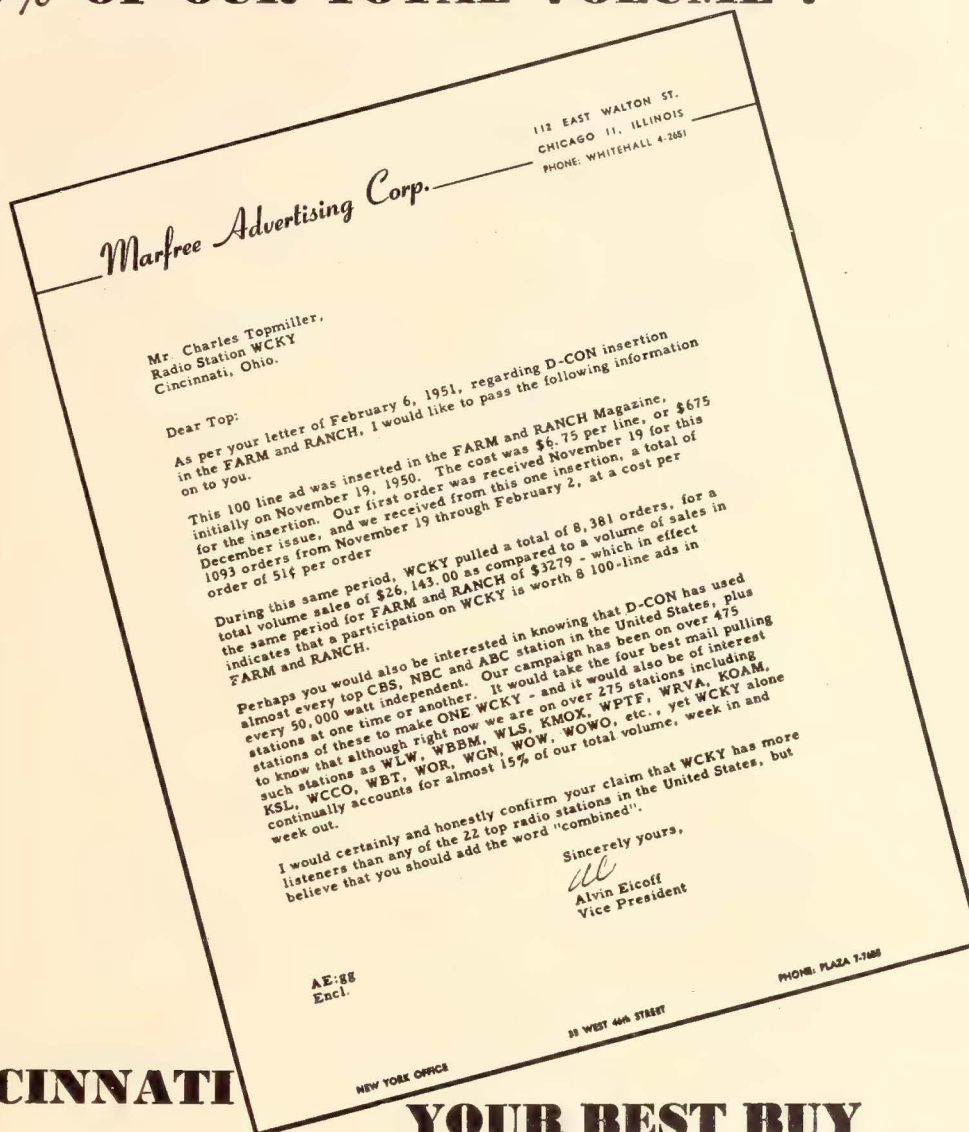 % OF OUR TOTAL VOLUME .
112 EAST WALTON ST.
CHICAGO 11, ILLINOIS
PHONE: WHITEHALL 4-2651
Marfree Advertising Corp.
Mr. Charles Topmiller,
Radio Station WCKY
Cincinnati, Ohio.
Dear Top:
As per your letter of February 6, 1951, regarding D-CON insertion
in the FARM and RANCH, I would like to pass the following information
on to you.
This 100 line ad was inserted in the FARM and RANCH Magazine,
initially on November 19, 1950. The cost was $6.75 per line, or $675
for the insertion. Our first order was received November 19 for this
December issue, and we received from this one insertion, a total of
1093 orders from November 19 through February 2, at a cost per
order of 51¢ per order
During this same period, WCKY pulled a total of 8,381 orders, for a
total volume sales of $26,143.00 as compared to a volume of sales in
the same period for FARM and RANCH of $3279 - which in effect
indicates that a participation on WCKY is worth 8 100-line ads in
FARM and RANCH.
Perhaps you would also be interested in knowing that D-CON has used
almost every top CBS, NBC and ABC station in the United States, plus
every 50,000 watt independent. Our campaign has been on over 475
stations at one time or another. It would take the four best mail pulling
stations of these to make ONE WCKY - and it would also be of interest
to know that although right now we are on over 275 stations including
such stations as WLW, WBBM, WLS, KMOX, WPTF, WRVA, KOAM,
KSL, WCCO, WBT, WOR, WGN, WOW, WOWO, etc., yet WCKY alone
continually accounts for almost 15% of our total volume, week in and
week out.
I would certainly and honestly confirm your claim that WCKY has more
listeners than any of the 22 top radio stations in the United States, but
believe that you should add the word "combined".
Sincerely yours,
Alvin Eicoff
Vice President
AE:gg
Encl.
NEW YORK OFFICE
WEST 46th STREET
PHONE: PLAZA
CINNATI
YOUR BEST BUY